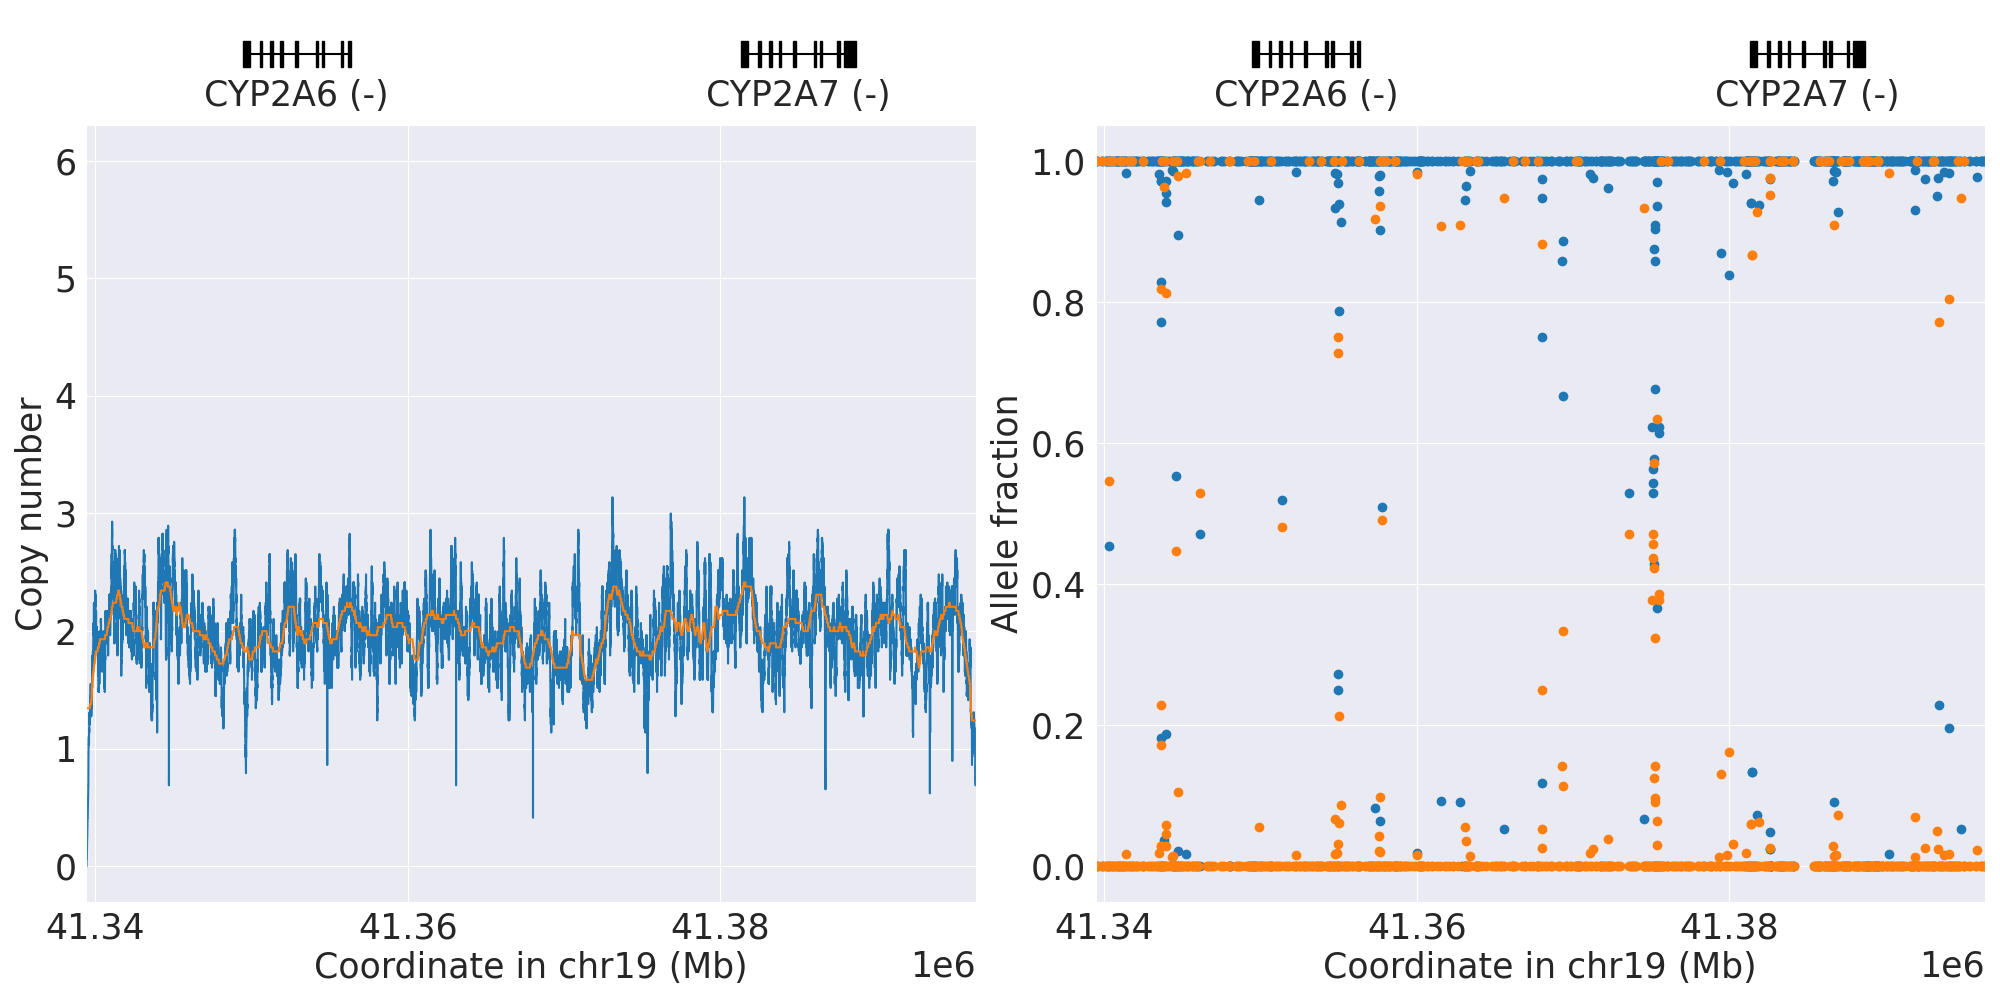 CYP2A6 (-) CYP2A7 (-)
6
5
4
3
2
1
0
Copy number
41.34 41.36 41.38
Coordinate in chr19 (Mb) 1e6
CYP2A6 (-) CYP2A7 (-)
1.0
0.8
0.6
0.4
0.2
0.0
Allele fraction
41.34 41.36 41.38
Coordinate in chr19 (Mb) 1e6